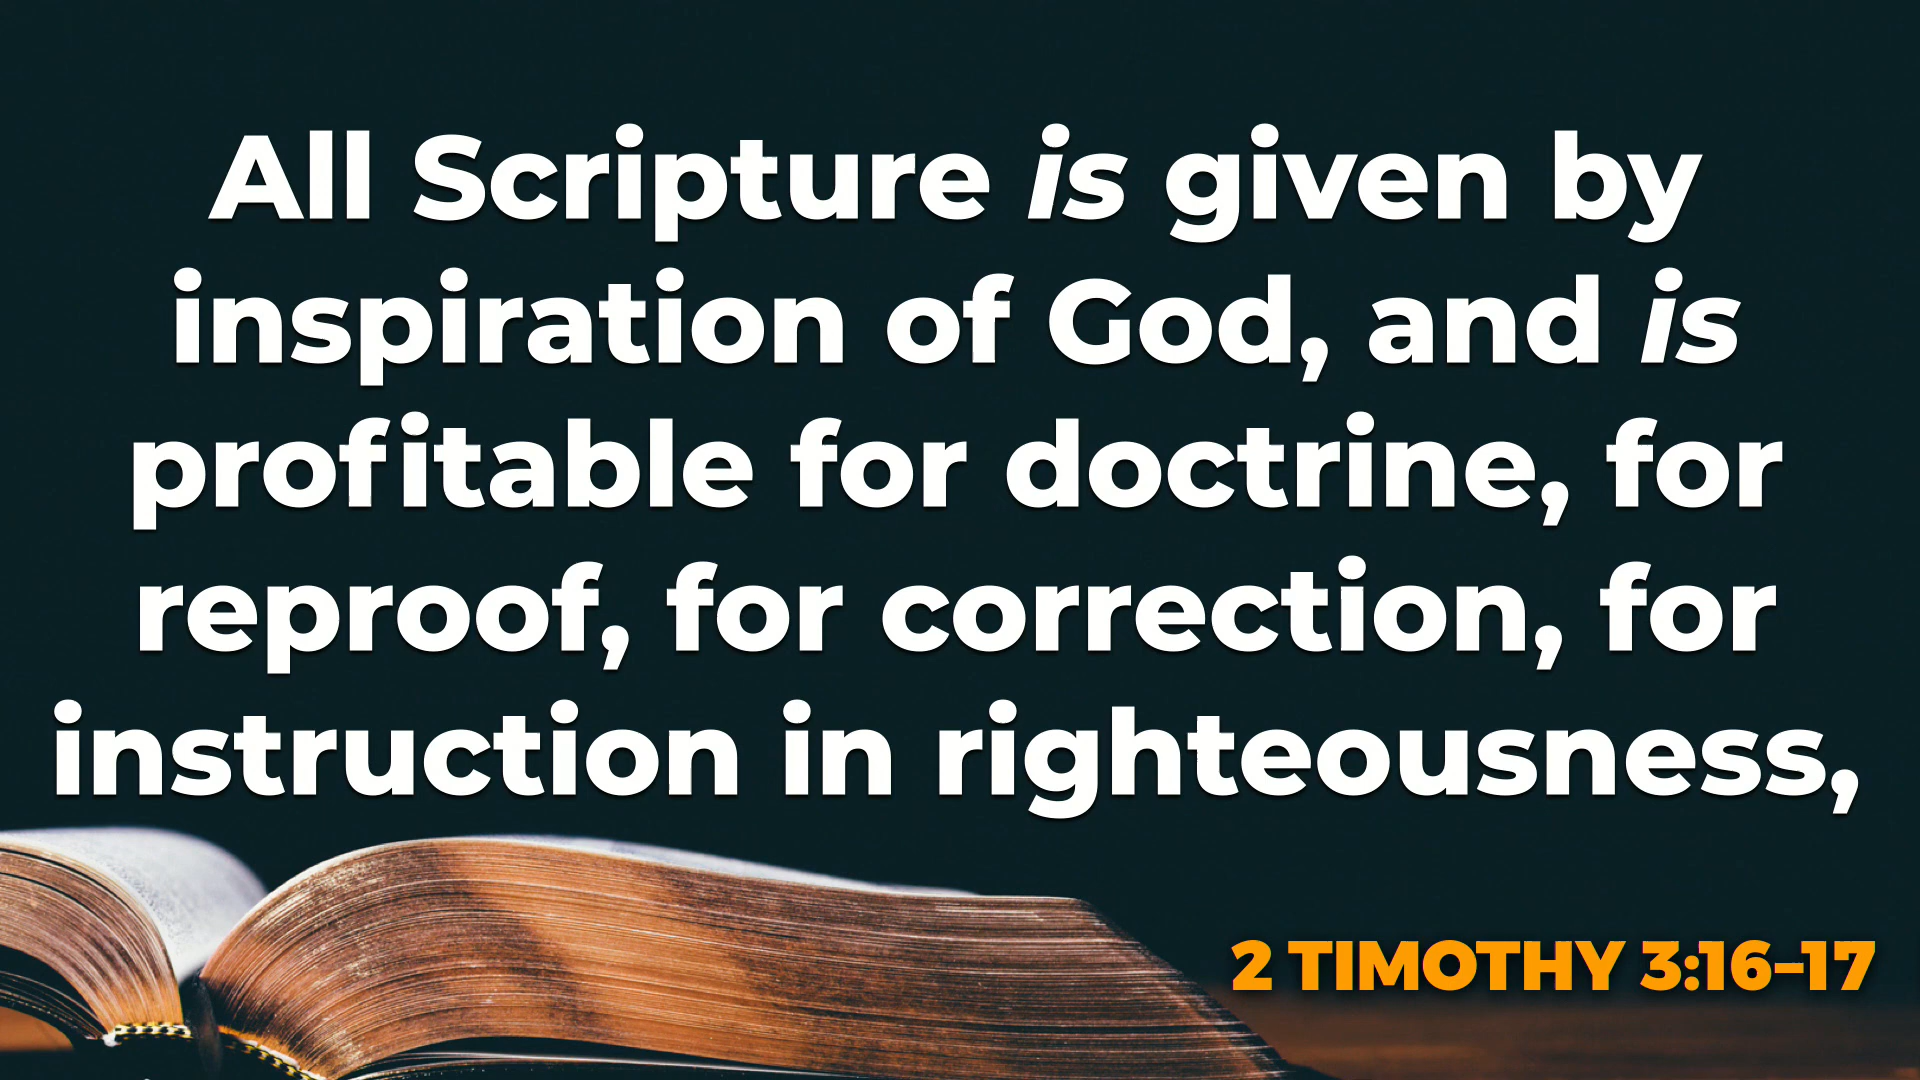 All Scripture is given by
inspiration of God, and is
profitable for doctrine, for
reproof, for correction, for
instruction in righteousness,
2 TIMOTHY 3:16–17